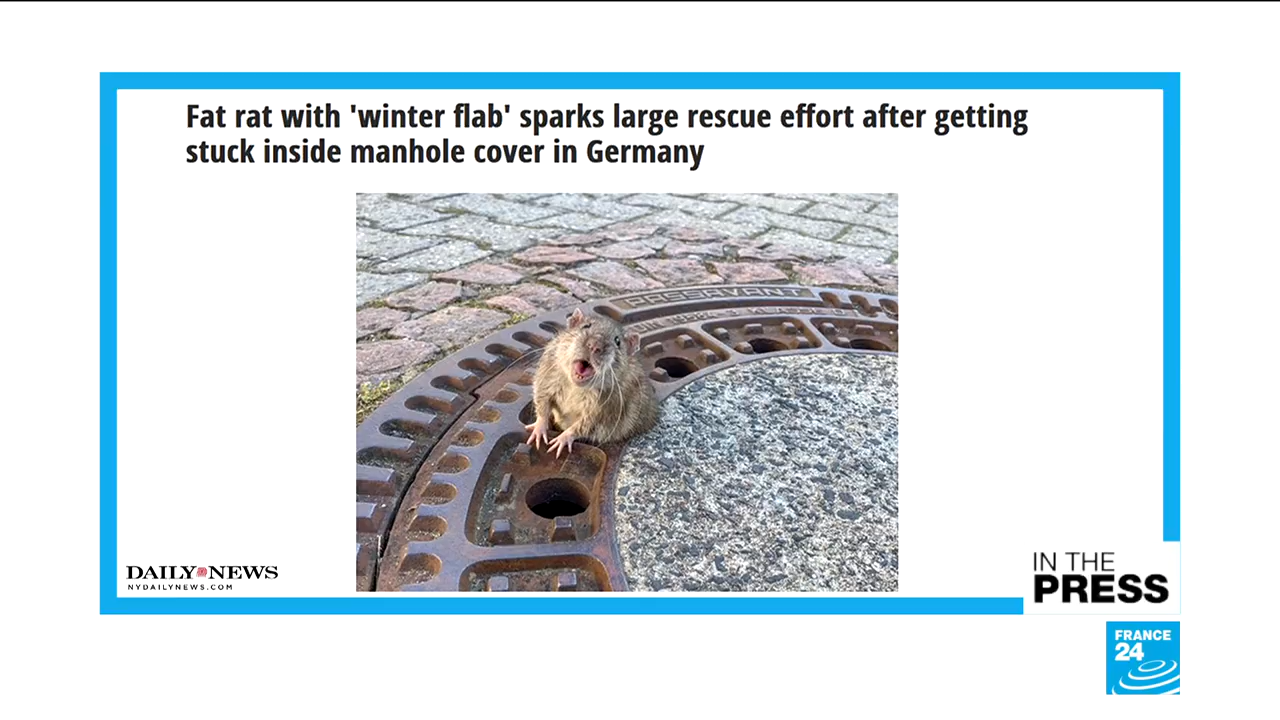 Fat rat with 'winter flab' sparks large rescue effort after getting
stuck inside manhole cover in Germany
PASSAVANT
DAILY NEWS
NYDAILYNEWS.COM
IN THE
PRESS
FRANCE
24